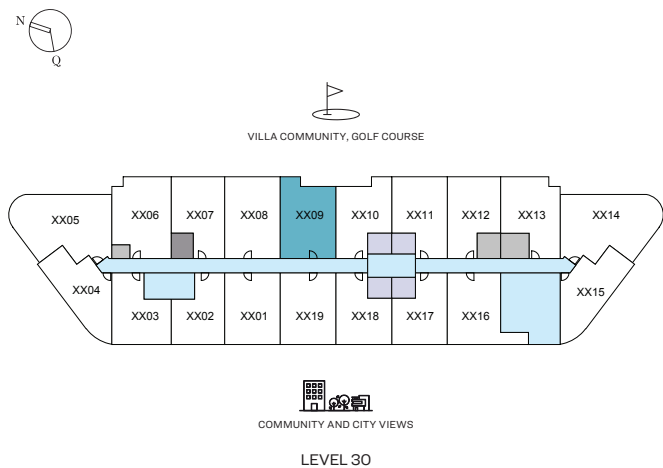 N
Q
VILLA COMMUNITY, GOLF COURSE
XX05
XX06
XX07
XX08
XX09
XX10
XX11
XX12
XX13
XX14
XX04
XX03
XX02
XX01
XX19
XX18
XX17
XX16
XX15
COMMUNITY AND CITY VIEWS
LEVEL 30